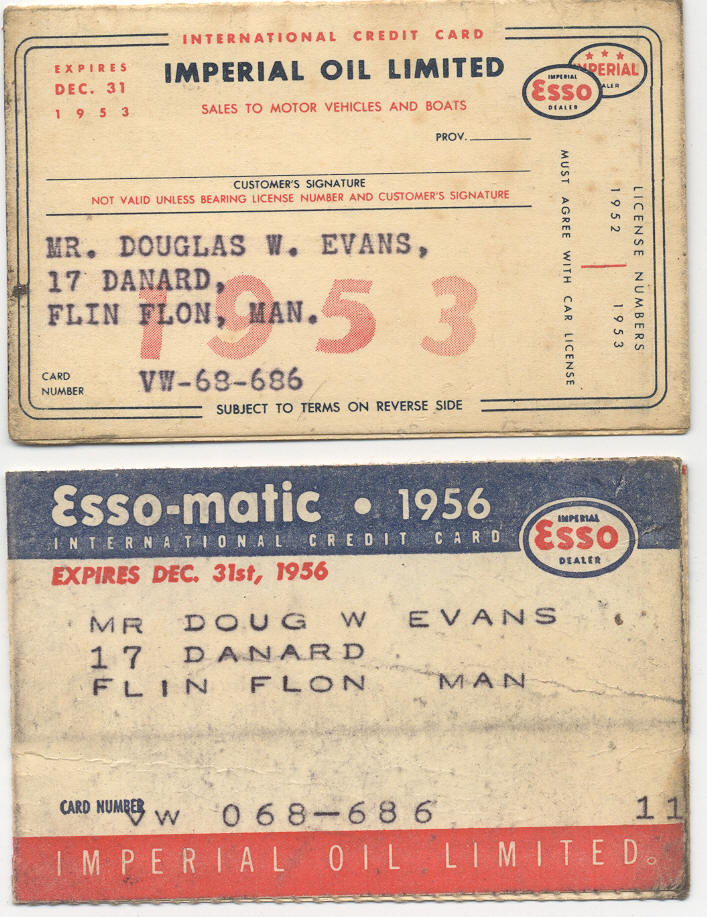 INTERNATIONAL CREDIT CARD
EXPIRES
DEC. 31
1953
IMPERIAL OIL LIMITED
SALES TO MOTOR VEHICLES AND BOATS
IMPERIAL
ALER
IMPERIAL
Esso
DEALER
PROV.
CUSTOMER'S SIGNATURE
NOT VALID UNLESS BEARING LICENSE NUMBER AND CUSTOMER'S SIGNATURE
MUST AGREE WITH CAR LICENSE
1952 1953
LICENSE NUMBERS
MR. DOUGLAS W. EVANS,
17 DANARD,
FLIN FLON, MAN.
1953
CARD
NUMBER
VW-68-686
SUBJECT TO TERMS ON REVERSE SIDE
Esso-matic • 1956
INTERNATIONAL CREDIT CARD
IMPERIAL
Esso
DEALER
EXPIRES DEC. 31st, 1956
MR DOUG W EVANS
17 DANARD
FLIN FLON MAN
CARD NUMBER
VW 068-686 11
IMPERIAL OIL LIMITED.